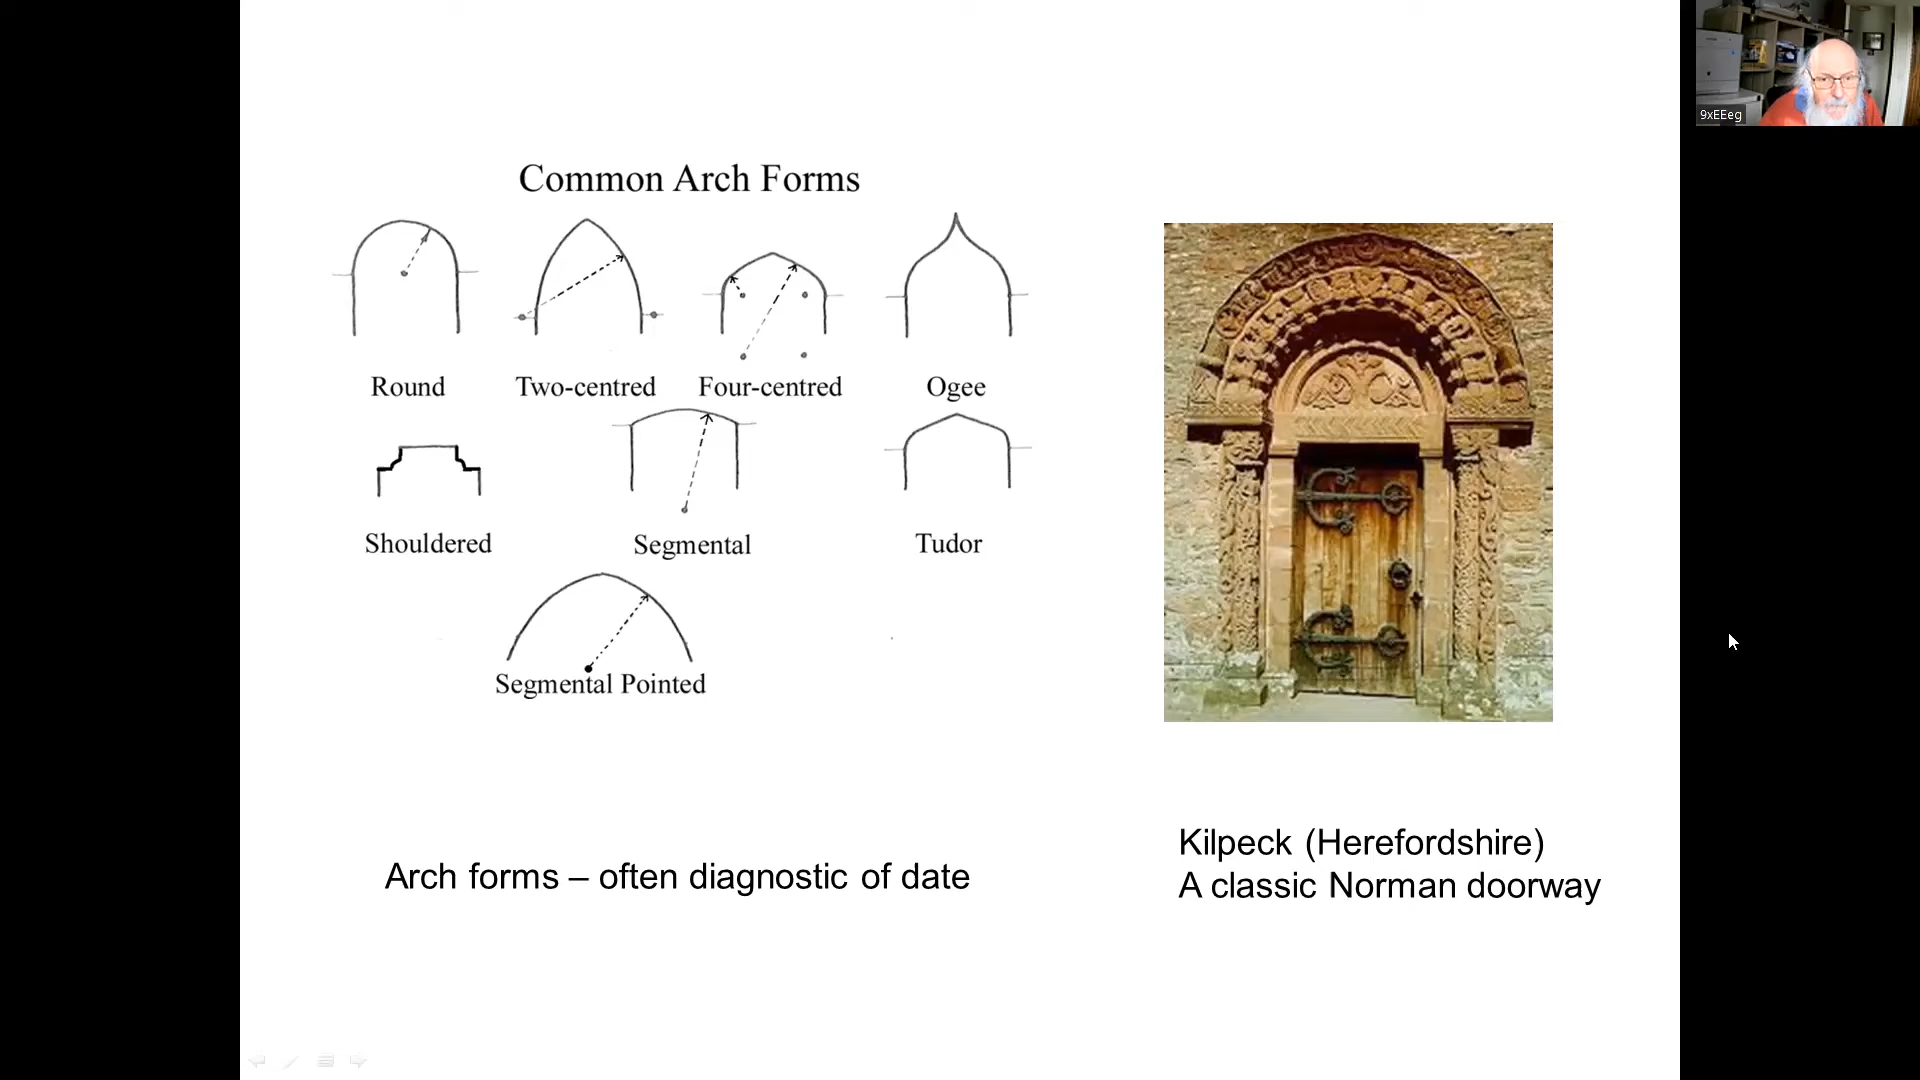 Common Arch Forms
Round
Two-centred
Four-centred
Ogee
Shouldered
Segmental
Tudor
Segmental Pointed
Arch forms – often diagnostic of date
Kilpeck (Herefordshire)
A classic Norman doorway
9xEEeg